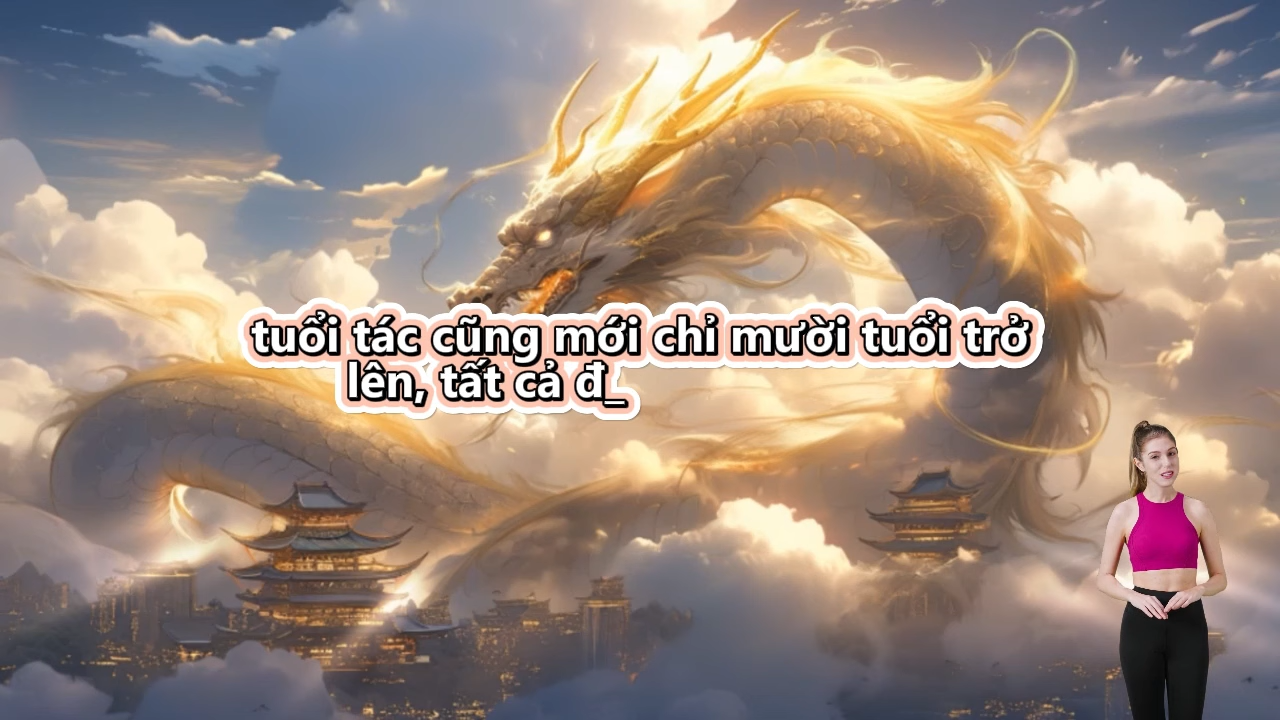 tuổi tác cũng mới chỉ mười tuổi trở
lên, tất cả đ_